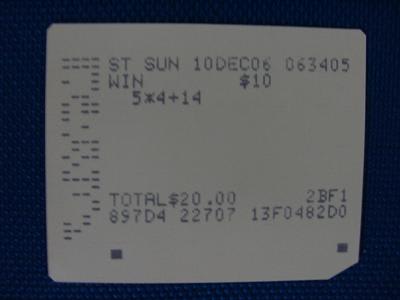 ST SUN 10DEC06 063405
WIN $10
5*4+14
TOTAL$20.00 2BF1
897D4 22707 13F0482D0